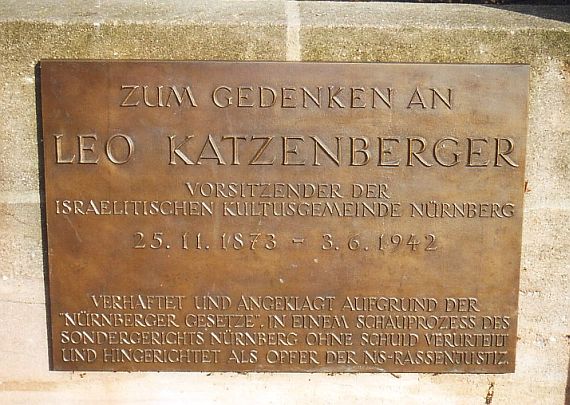 ZUM GEDENKEN AN
LEO KATZENBERGER
VORSITZENDER DER
ISRAELITISCHEN KULTUSGEMEINDE NÜRNBERG
25. 11. 1873 - 3. 6. 1942
VERHAFTET UND ANGEKLAGT AUFGRUND DER
"NÜRNBERGER GESETZE". IN EINEM SCHAUPROZESS DES
SONDERGERICHTS NÜRNBERG OHNE SCHULD VERURTEILT
UND HINGERICHTET ALS OPFER DER NS-RASSENJUSTIZ.